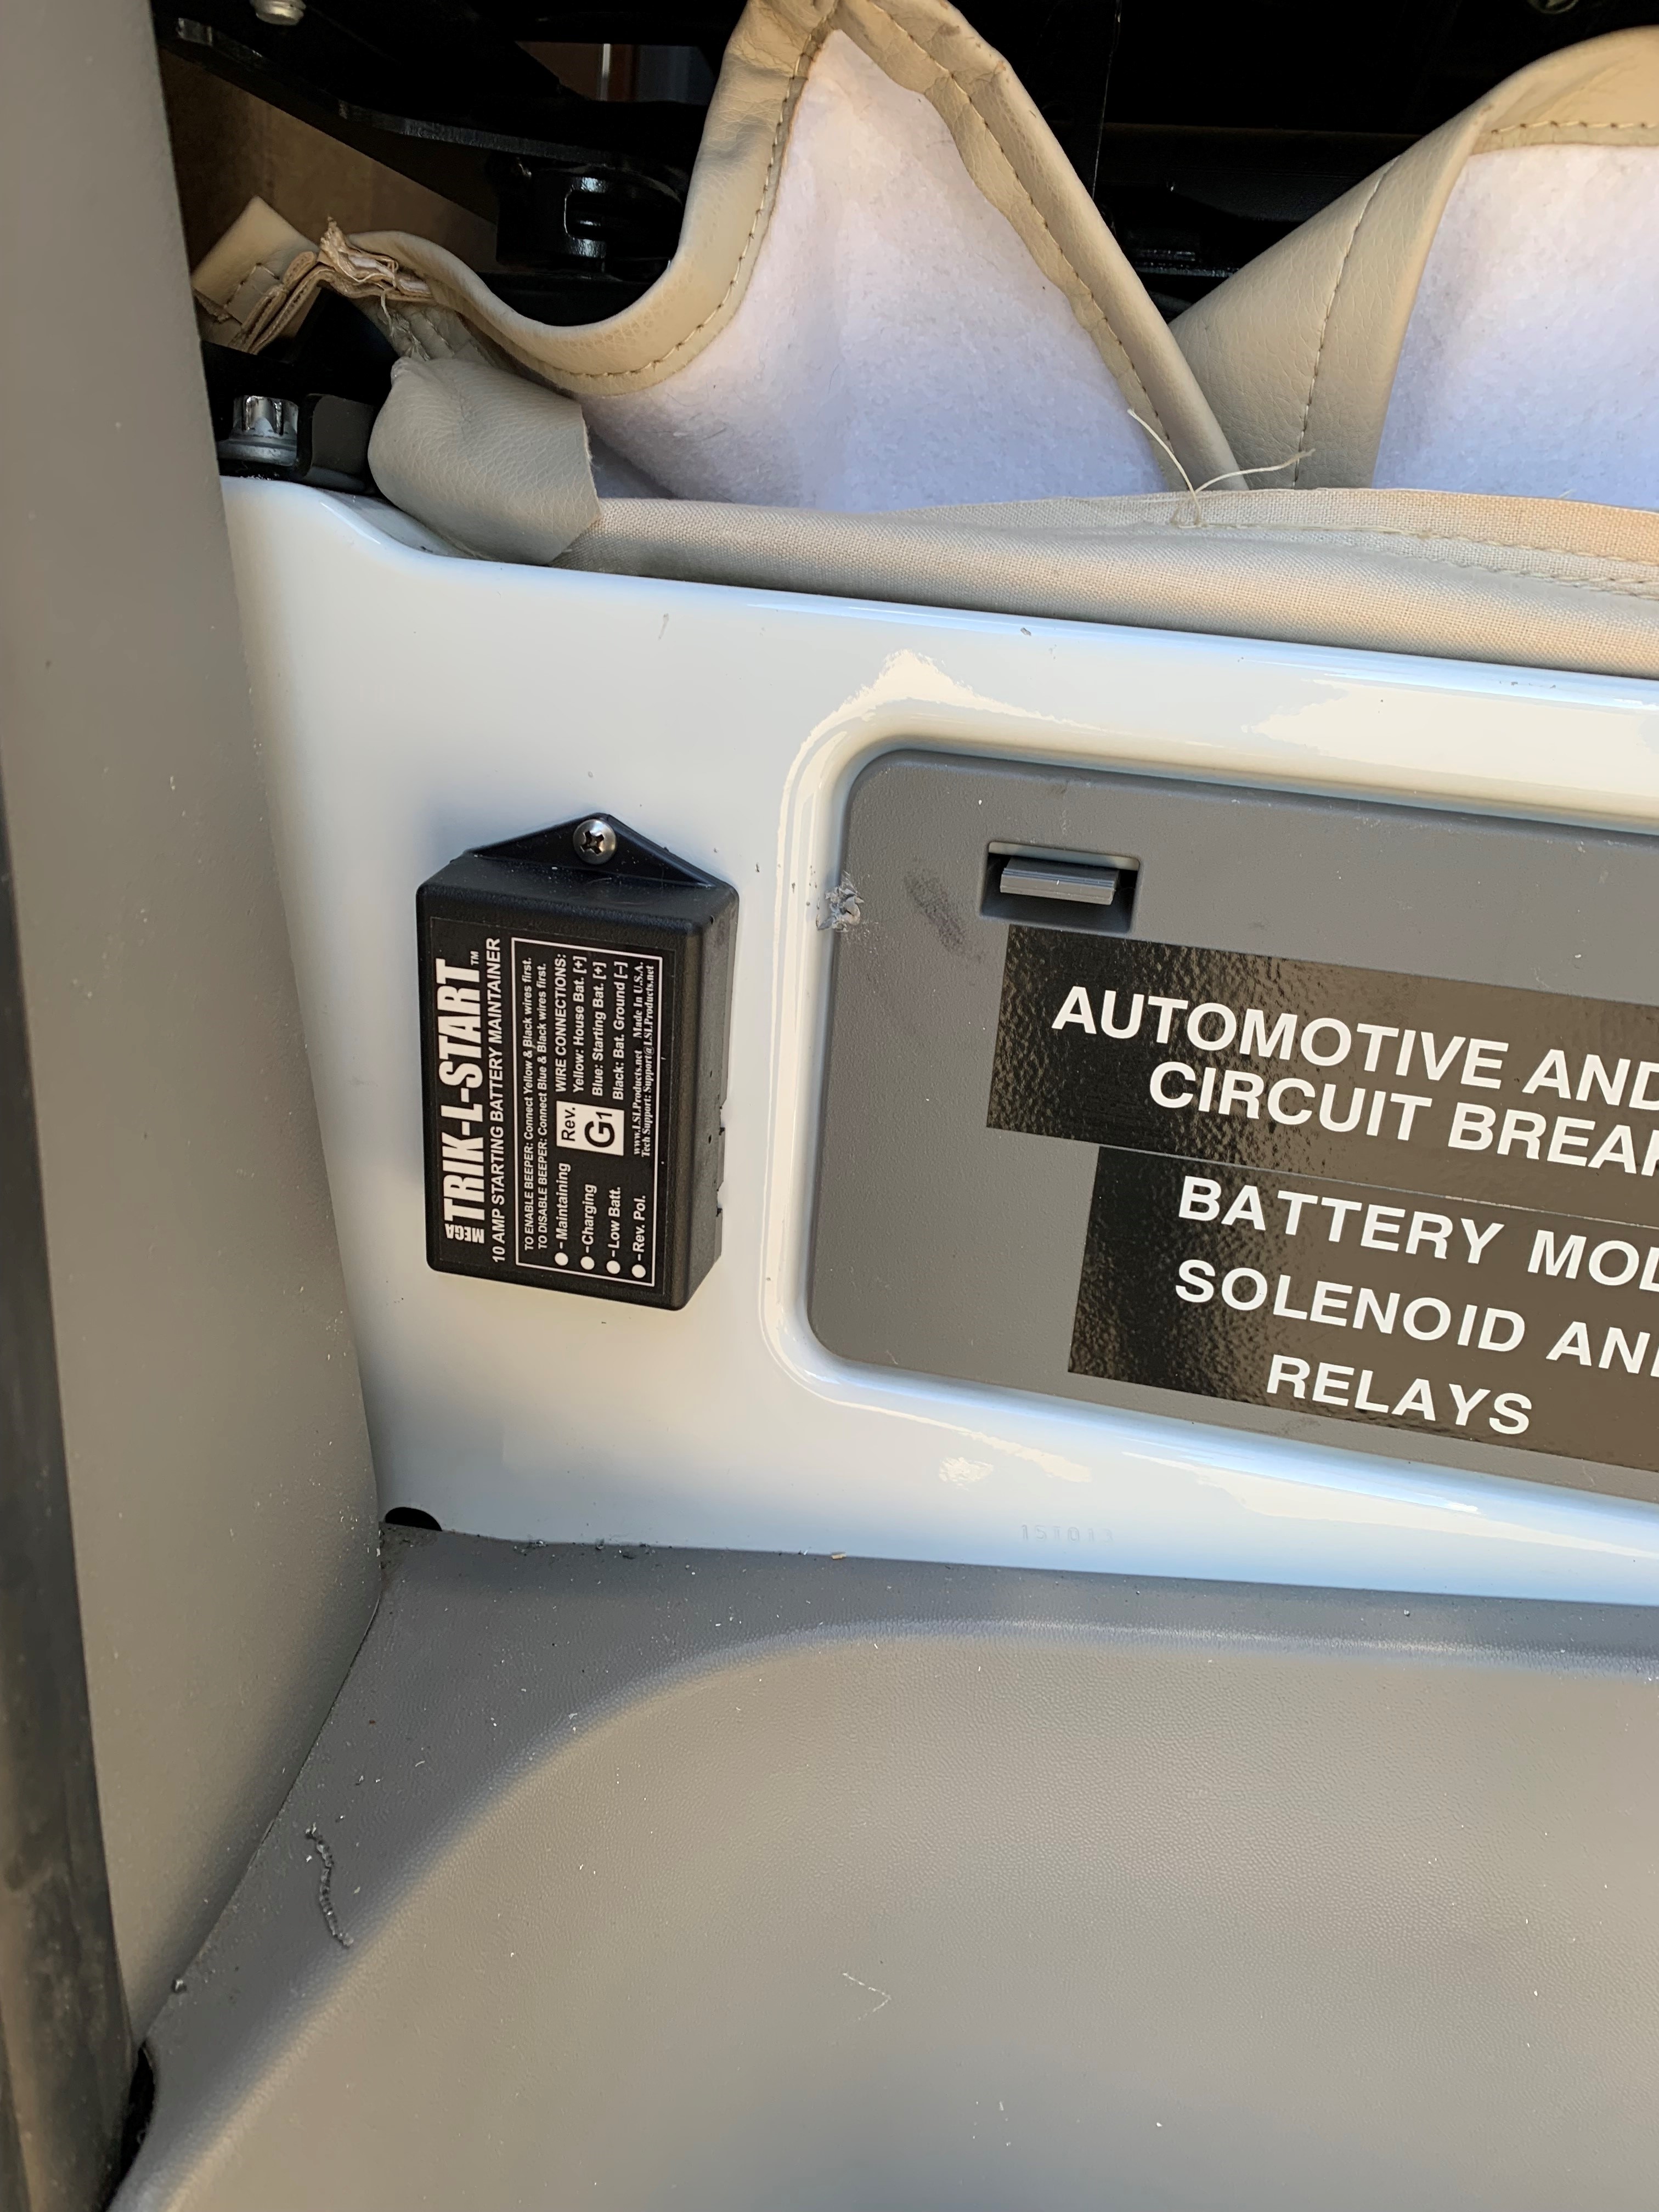 MEGA
TRIK-L-START™
10 AMP STARTING BATTERY MAINTAINER
TO ENABLE BEEPER: Connect Yellow & Black wires first.
TO DISABLE BEEPER: Connect Blue & Black wires first.
- Maintaining
- Charging
- Low Batt.
- Rev. Pol.
Rev.
G1
WIRE CONNECTIONS:
Yellow: House Bat. [+]
Blue: Starting Bat. [+]
Black: Bat. Ground [–]
www.LSLProducts.net Made In U.S.A.
Tech Support: Support@LSLProducts.net
AUTOMOTIVE AND
CIRCUIT BREA
BATTERY MO
SOLENOID AN
RELAYS